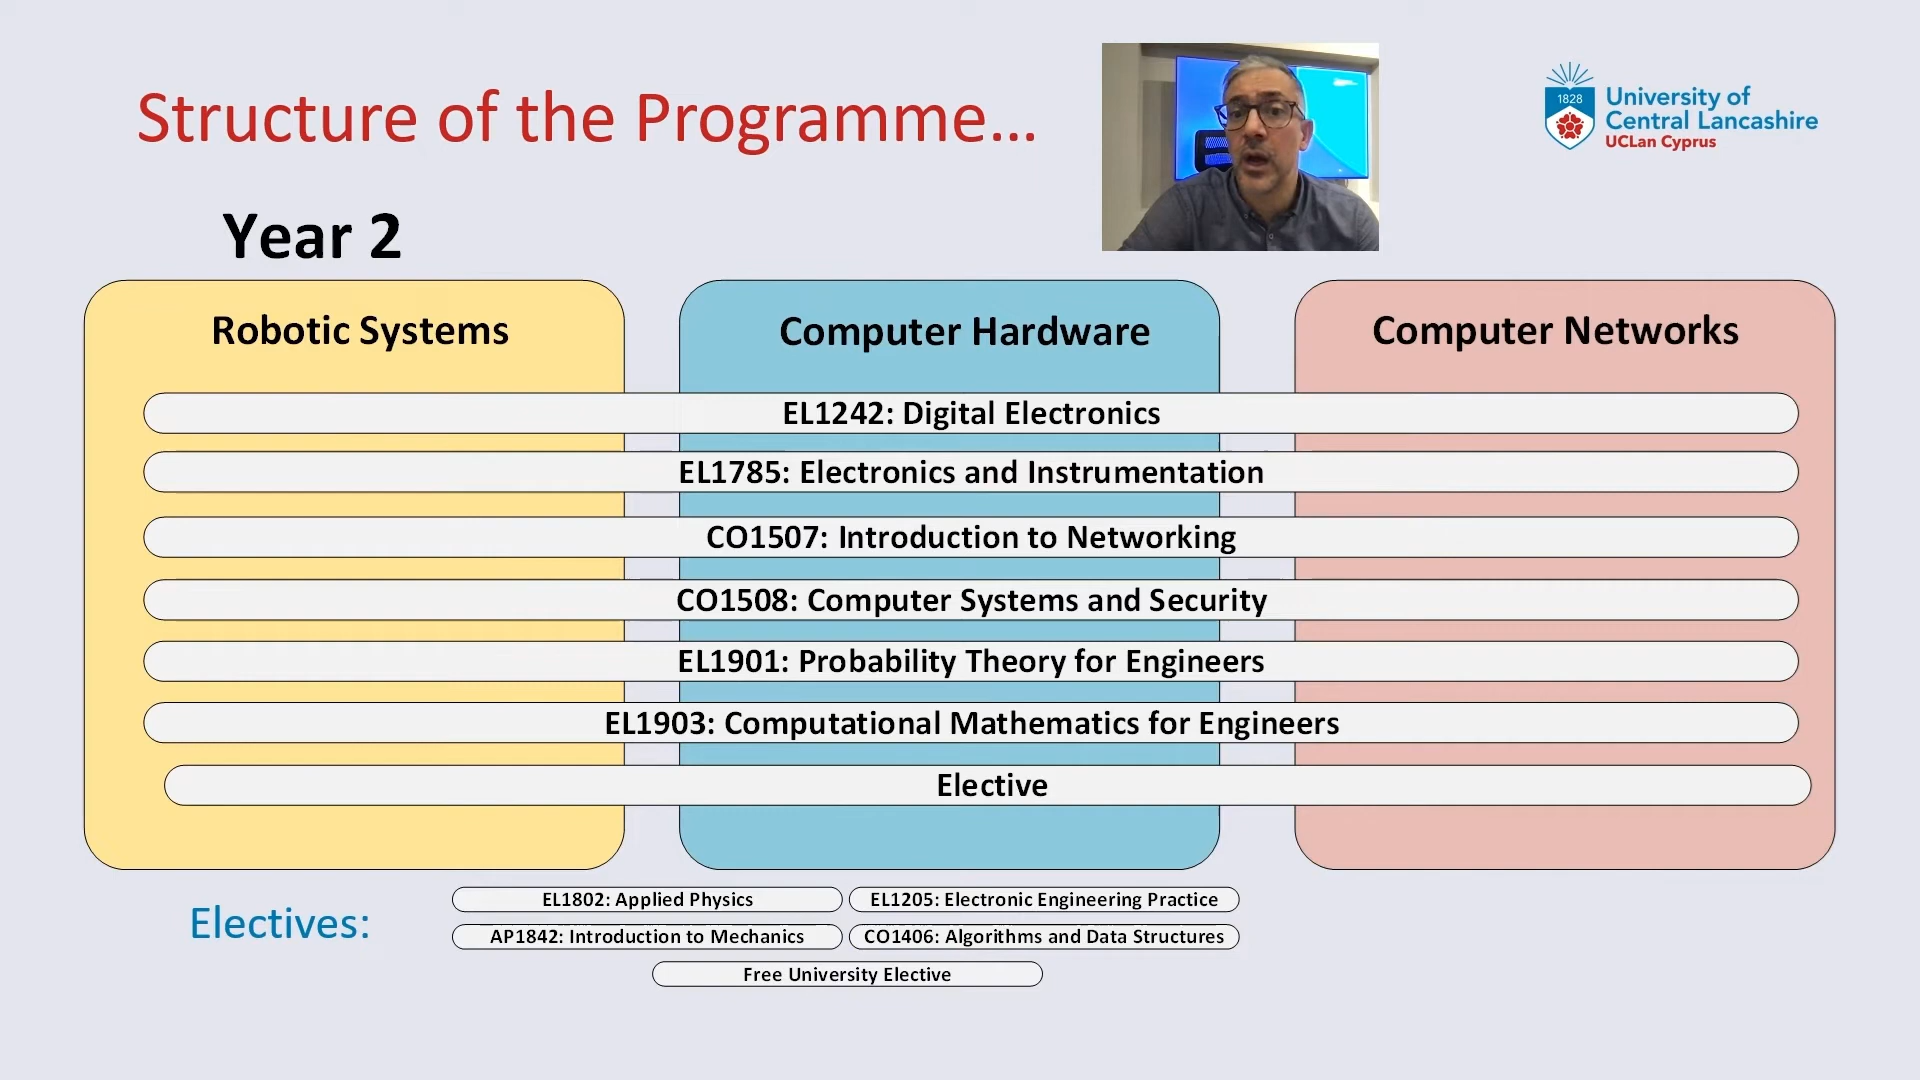 Structure of the Programme...
1828
University of
Central Lancashire
UCLan Cyprus
Year 2
Robotic Systems
Computer Hardware
Computer Networks
EL1242: Digital Electronics
EL1785: Electronics and Instrumentation
CO1507: Introduction to Networking
CO1508: Computer Systems and Security
EL1901: Probability Theory for Engineers
EL1903: Computational Mathematics for Engineers
Elective
Electives:
EL1802: Applied Physics
EL1205: Electronic Engineering Practice
AP1842: Introduction to Mechanics
CO1406: Algorithms and Data Structures
Free University Elective